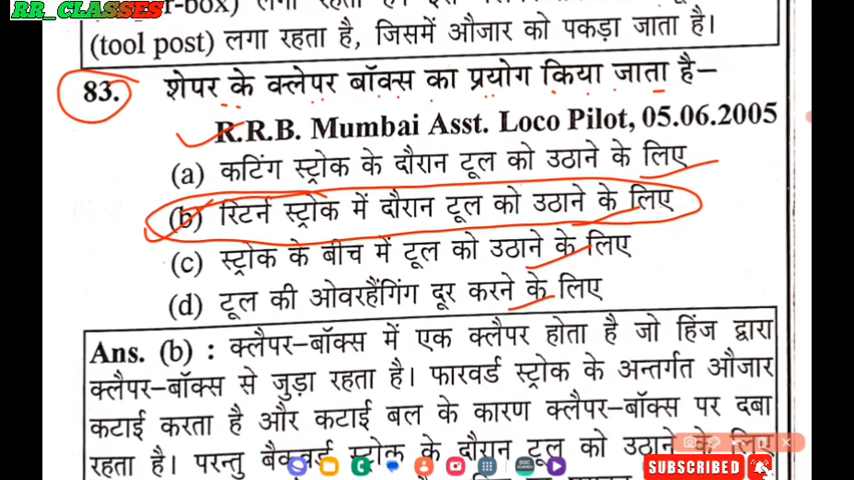 RR_CLASSES
(tool post) लगा रहता है, जिसमें औजार को पकड़ा जाता है।
83. शेपर के क्लेपर बॉक्स का प्रयोग किया जाता है–
R.R.B. Mumbai Asst. Loco Pilot, 05.06.2005
(a) कटिंग स्ट्रोक के दौरान टूल को उठाने के लिए
(b) रिटर्न स्ट्रोक में दौरान टूल को उठाने के लिए
(c) स्ट्रोक के बीच में टूल को उठाने के लिए
(d) टूल की ओवरहैंगिंग दूर करने के लिए
Ans. (b) : क्लैपर–बॉक्स में एक क्लैपर होता है जो हिंज द्वारा
क्लैपर–बॉक्स से जुड़ा रहता है। फारवर्ड स्ट्रोक के अन्तर्गत औजार
कटाई करता है और कटाई बल के कारण क्लैपर–बॉक्स पर दबा
रहता है। परन्तु बैकवर्ड स्ट्रोक के दौरान टूल को उठाने के लिए
SUBSCRIBED